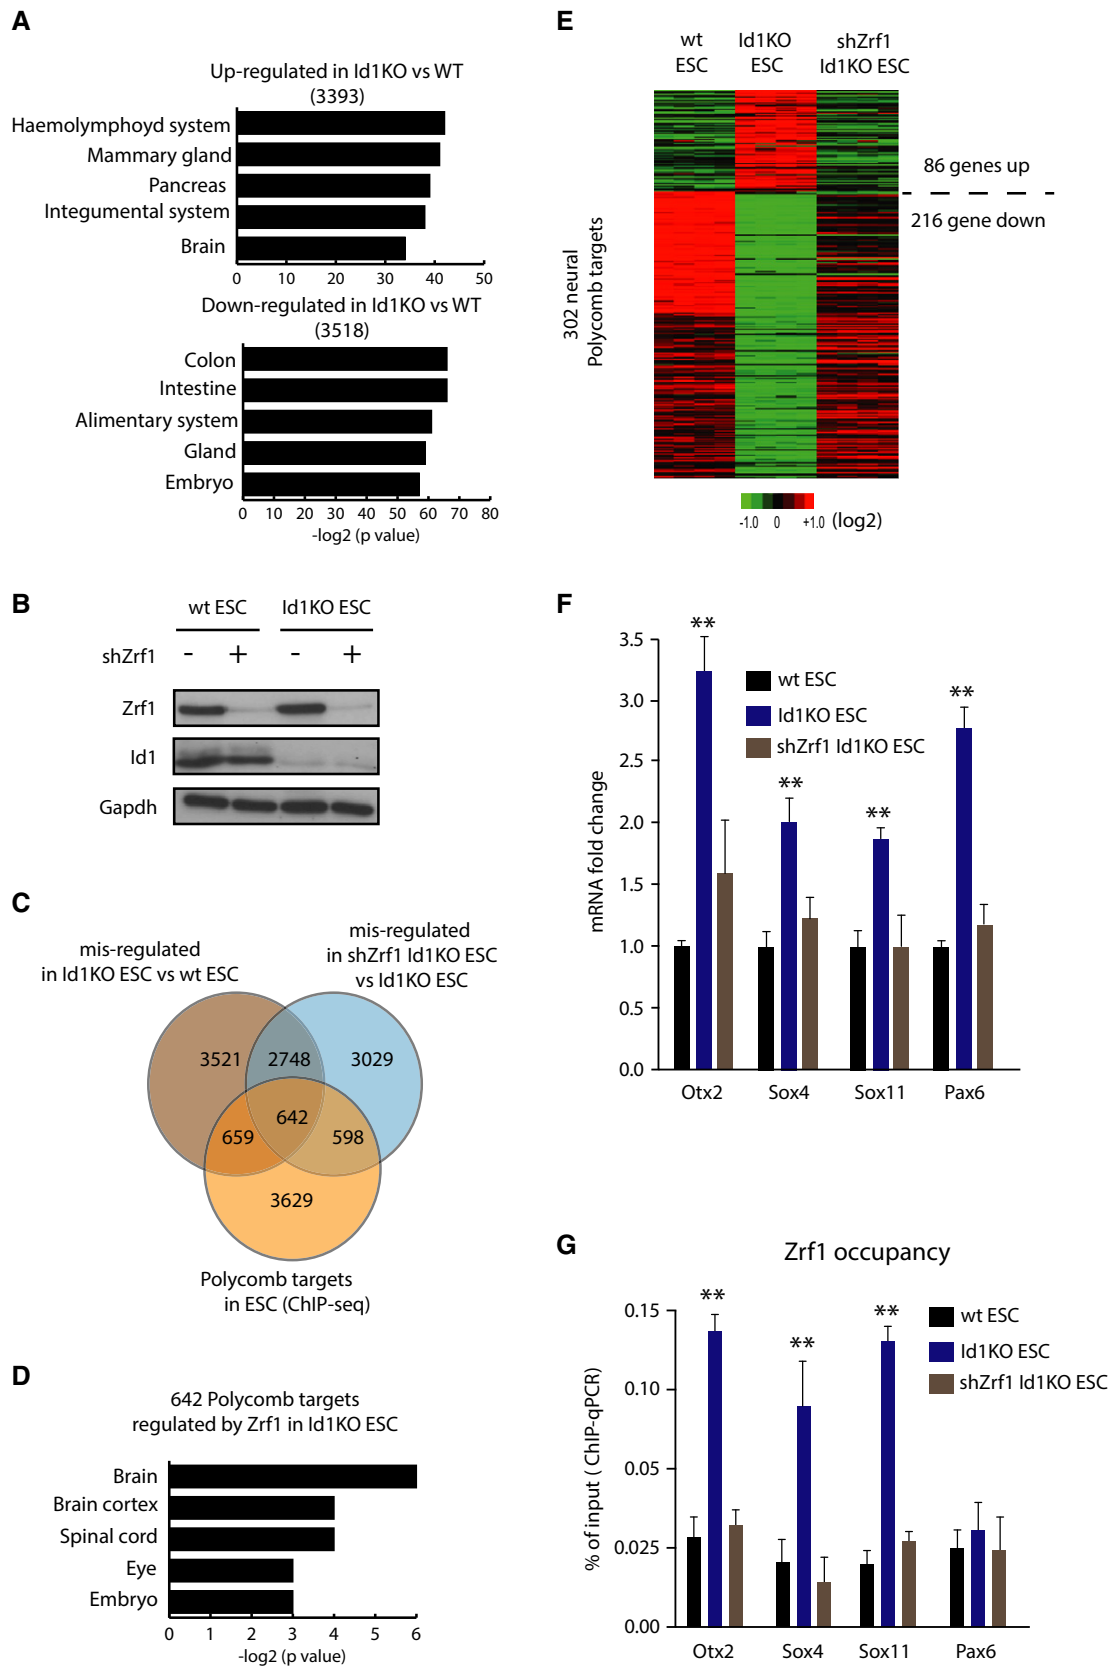 A
Up-regulated in Id1KO vs WT
(3393)
Haemolymphoyd system
Mammary gland
Pancreas
Integumental system
Brain
0 10 20 30 40 50
Down-regulated in Id1KO vs WT
(3518)
Colon
Intestine
Alimentary system
Gland
Embryo
0 10 20 30 40 50 60 70 80
-log2 (p value)
B
wt ESC Id1KO ESC
shZrf1 - + - +
Zrf1
Id1
Gapdh
C
mis-regulated
in Id1KO ESC vs wt ESC
mis-regulated
in shZrf1 Id1KO ESC
vs Id1KO ESC
3521 2748 3029
642
659 598
3629
Polycomb targets
in ESC (ChIP-seq)
D
642 Polycomb targets
regulated by Zrf1 in Id1KO ESC
Brain
Brain cortex
Spinal cord
Eye
Embryo
0 1 2 3 4 5 6
-log2 (p value)
E
wt
ESC
Id1KO
ESC
shZrf1
Id1KO ESC
302 neural
Polycomb targets
86 genes up
216 gene down
-1.0 0 +1.0 (log2)
F
mRNA fold change
3.5
3.0
2.5
2.0
1.5
1.0
0.5
0.0
** ** ** **
wt ESC
Id1KO ESC
shZrf1 Id1KO ESC
Otx2 Sox4 Sox11 Pax6
G
Zrf1 occupancy
% of input ( ChIP-qPCR)
0.15
0.10
0.05
0.025
0.00
** ** **
wt ESC
Id1KO ESC
shZrf1 Id1KO ESC
Otx2 Sox4 Sox11 Pax6